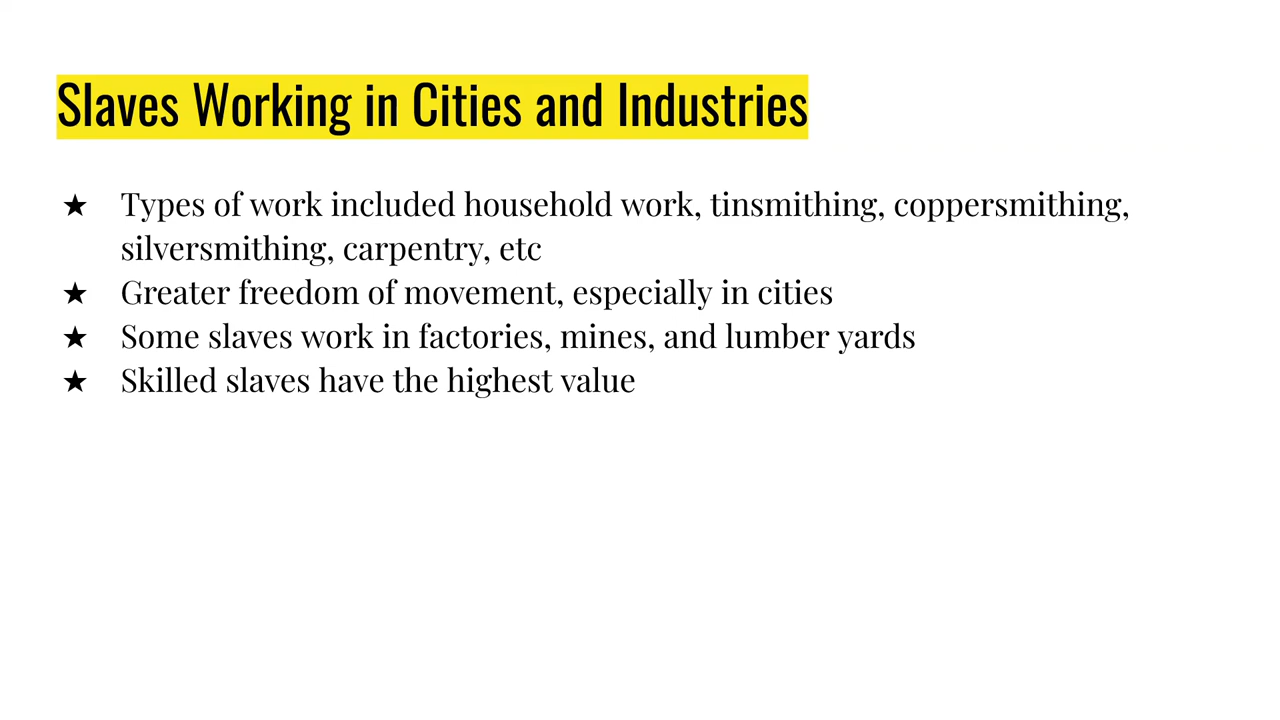 Slaves Working in Cities and Industries
★ Types of work included household work, tinsmithing, coppersmithing,
silversmithing, carpentry, etc
★ Greater freedom of movement, especially in cities
★ Some slaves work in factories, mines, and lumber yards
★ Skilled slaves have the highest value